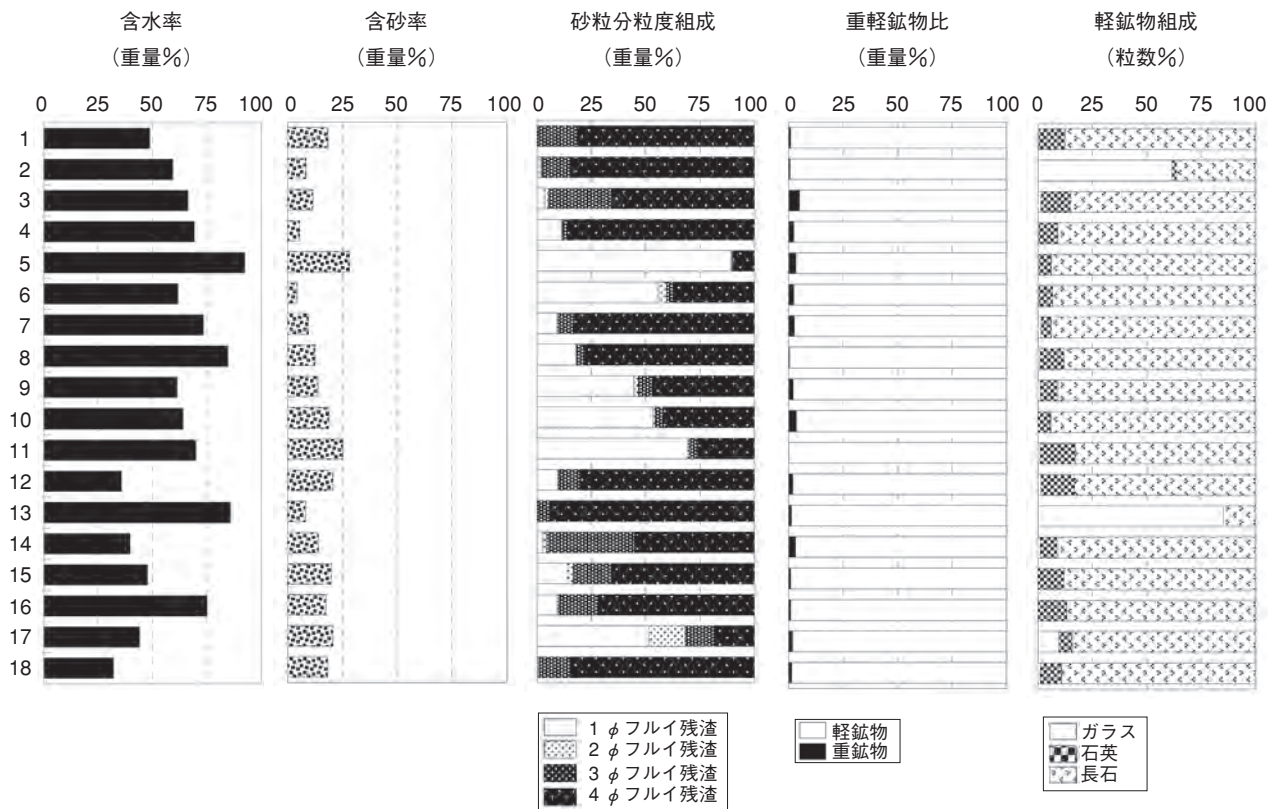 含水率 含砂率 砂粒分粒度組成 重軽鉱物比 軽鉱物組成
(重量%) (重量%) (重量%) (重量%) (粒数%)
0 25 50 75 100 0 25 50 75 100 0 25 50 75 100 0 25 50 75 100 0 25 50 75 100
1
2
3
4
5
6
7
8
9
10
11
12
13
14
15
16
17
18
1 φフルイ残渣
2 φフルイ残渣
3 φフルイ残渣
4 φフルイ残渣
軽鉱物
重鉱物
ガラス
石英
長石